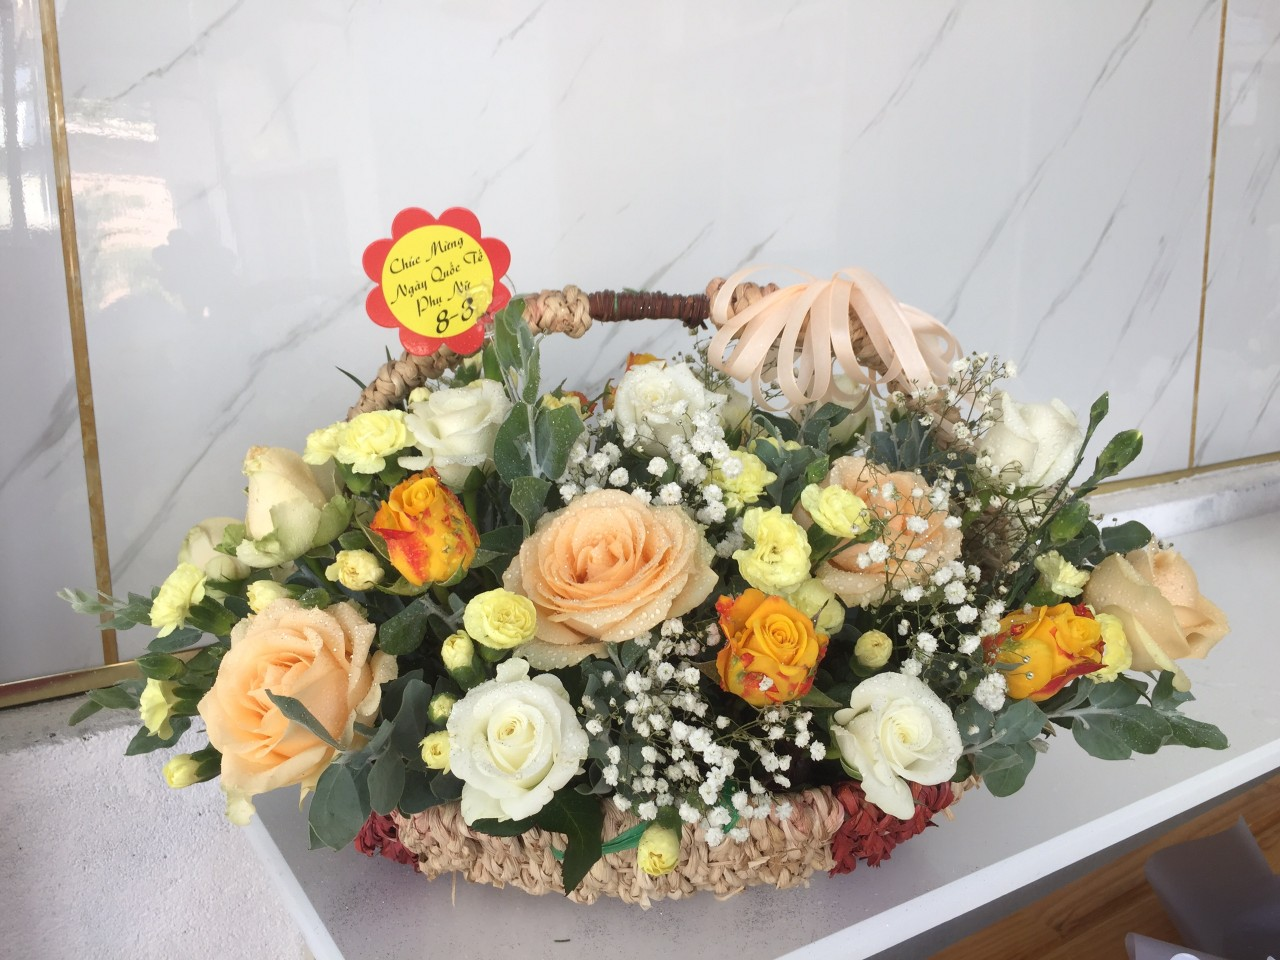 Chúc Mừng
Ngày Quốc Tế
Phụ Nữ
8-3